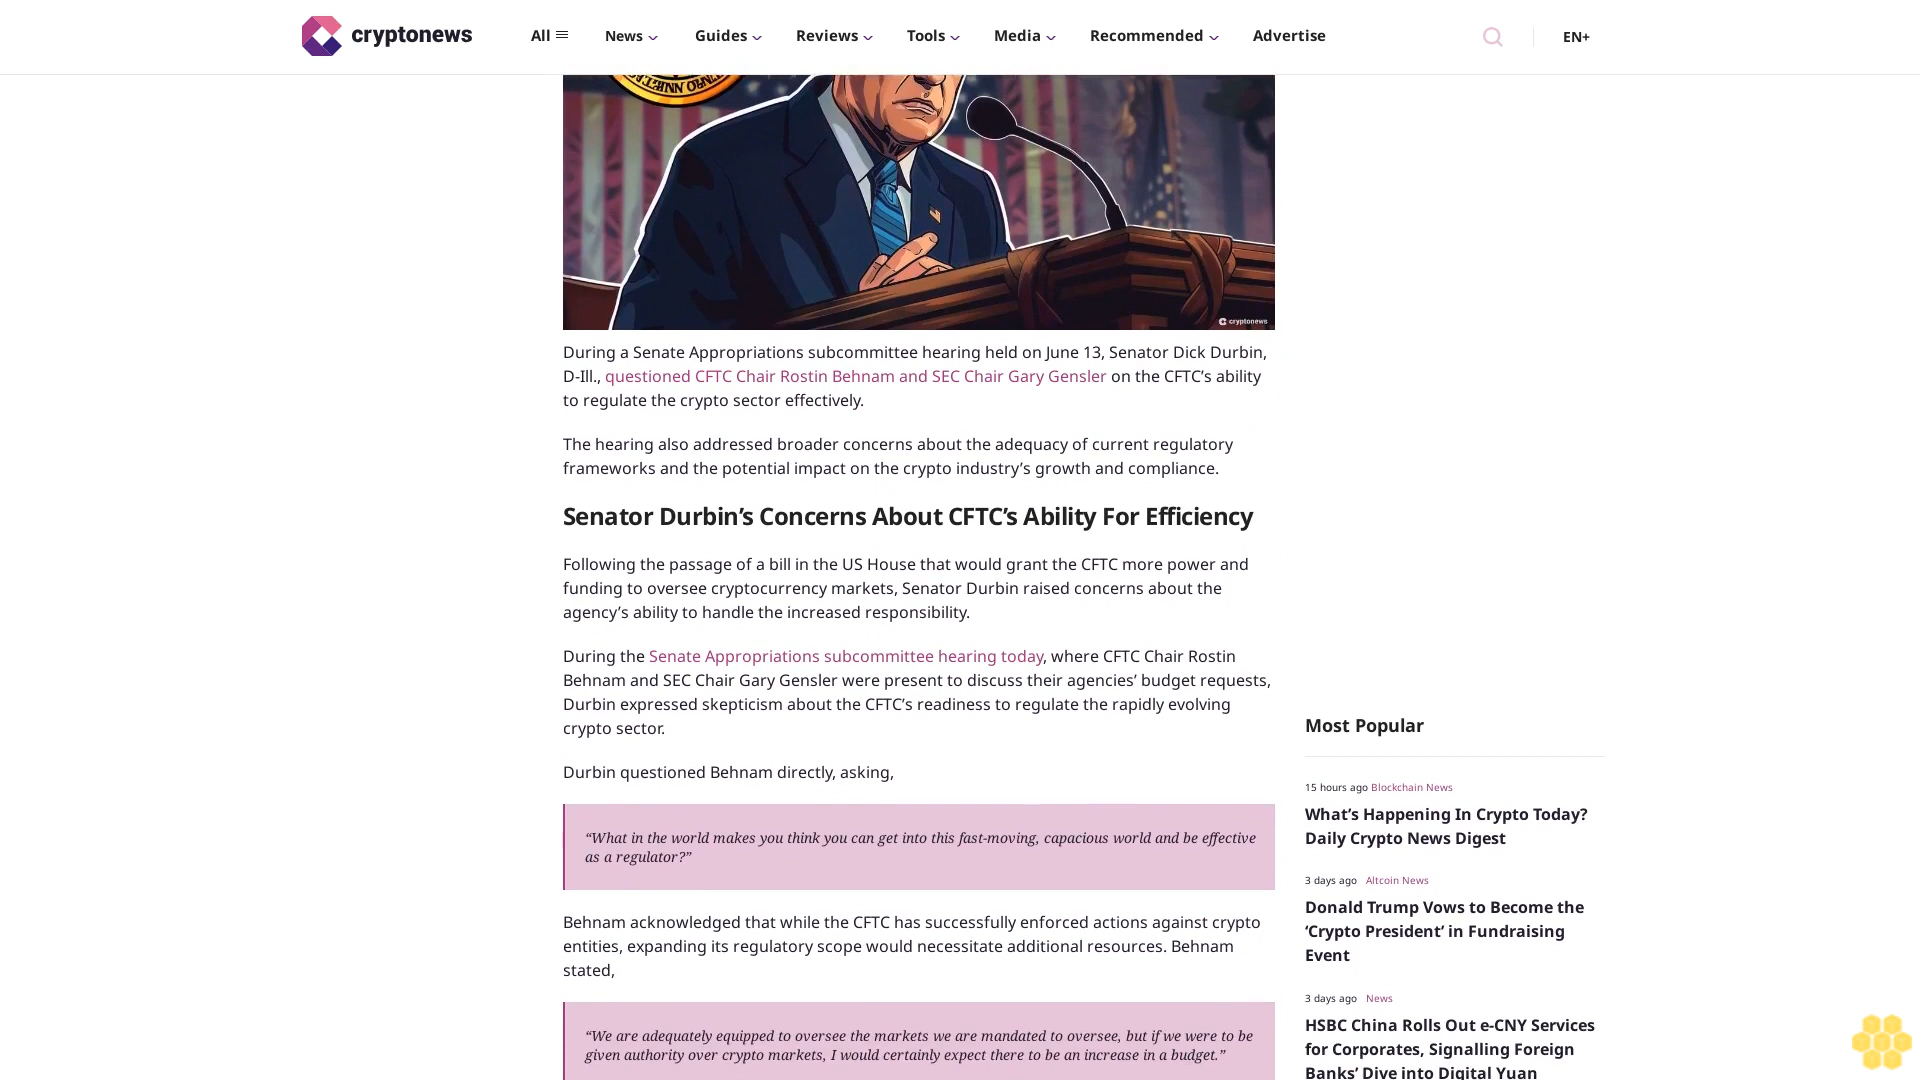 cryptonews
All
News
Guides
Reviews
Tools
Media
Recommended
Advertise
EN+
cryptonews
During a Senate Appropriations subcommittee hearing held on June 13, Senator Dick Durbin,
D-Ill., questioned CFTC Chair Rostin Behnam and SEC Chair Gary Gensler on the CFTC’s ability
to regulate the crypto sector effectively.
The hearing also addressed broader concerns about the adequacy of current regulatory
frameworks and the potential impact on the crypto industry’s growth and compliance.
Senator Durbin’s Concerns About CFTC’s Ability For Efficiency
Following the passage of a bill in the US House that would grant the CFTC more power and
funding to oversee cryptocurrency markets, Senator Durbin raised concerns about the
agency’s ability to handle the increased responsibility.
During the Senate Appropriations subcommittee hearing today, where CFTC Chair Rostin
Behnam and SEC Chair Gary Gensler were present to discuss their agencies’ budget requests,
Durbin expressed skepticism about the CFTC’s readiness to regulate the rapidly evolving
crypto sector.
Durbin questioned Behnam directly, asking,
“What in the world makes you think you can get into this fast-moving, capacious world and be effective
as a regulator?”
Behnam acknowledged that while the CFTC has successfully enforced actions against crypto
entities, expanding its regulatory scope would necessitate additional resources. Behnam
stated,
“We are adequately equipped to oversee the markets we are mandated to oversee, but if we were to be
given authority over crypto markets, I would certainly expect there to be an increase in a budget.”
Most Popular
15 hours ago Blockchain News
What’s Happening In Crypto Today?
Daily Crypto News Digest
3 days ago Altcoin News
Donald Trump Vows to Become the
‘Crypto President’ in Fundraising
Event
3 days ago News
HSBC China Rolls Out e-CNY Services
for Corporates, Signalling Foreign
Banks’ Dive into Digital Yuan